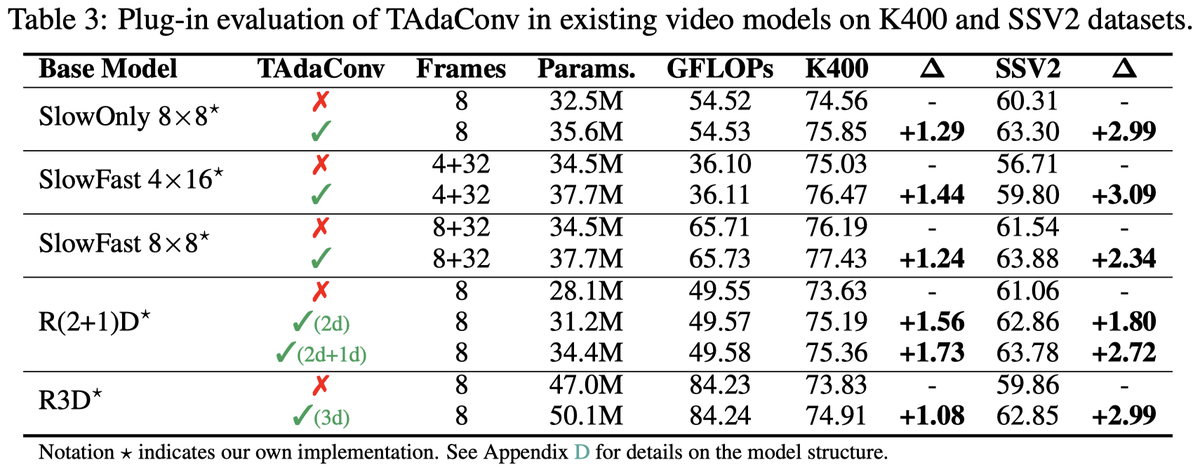 Table 3: Plug-in evaluation of TAdaConv in existing video models on K400 and SSV2 datasets.
Base Model TAdaConv Frames Params. GFLOPs K400 Δ SSV2 Δ
SlowOnly 8×8⋆ ✗ 8 32.5M 54.52 74.56 - 60.31 -
✓ 8 35.6M 54.53 75.85 +1.29 63.30 +2.99
SlowFast 4×16⋆ ✗ 4+32 34.5M 36.10 75.03 - 56.71 -
✓ 4+32 37.7M 36.11 76.47 +1.44 59.80 +3.09
SlowFast 8×8⋆ ✗ 8+32 34.5M 65.71 76.19 - 61.54 -
✓ 8+32 37.7M 65.73 77.43 +1.24 63.88 +2.34
✗ 8 28.1M 49.55 73.63 - 61.06 -
R(2+1)D⋆ ✓(2d) 8 31.2M 49.57 75.19 +1.56 62.86 +1.80
✓(2d+1d) 8 34.4M 49.58 75.36 +1.73 63.78 +2.72
R3D⋆ ✗ 8 47.0M 84.23 73.83 - 59.86 -
✓(3d) 8 50.1M 84.24 74.91 +1.08 62.85 +2.99
Notation ⋆ indicates our own implementation. See Appendix D for details on the model structure.